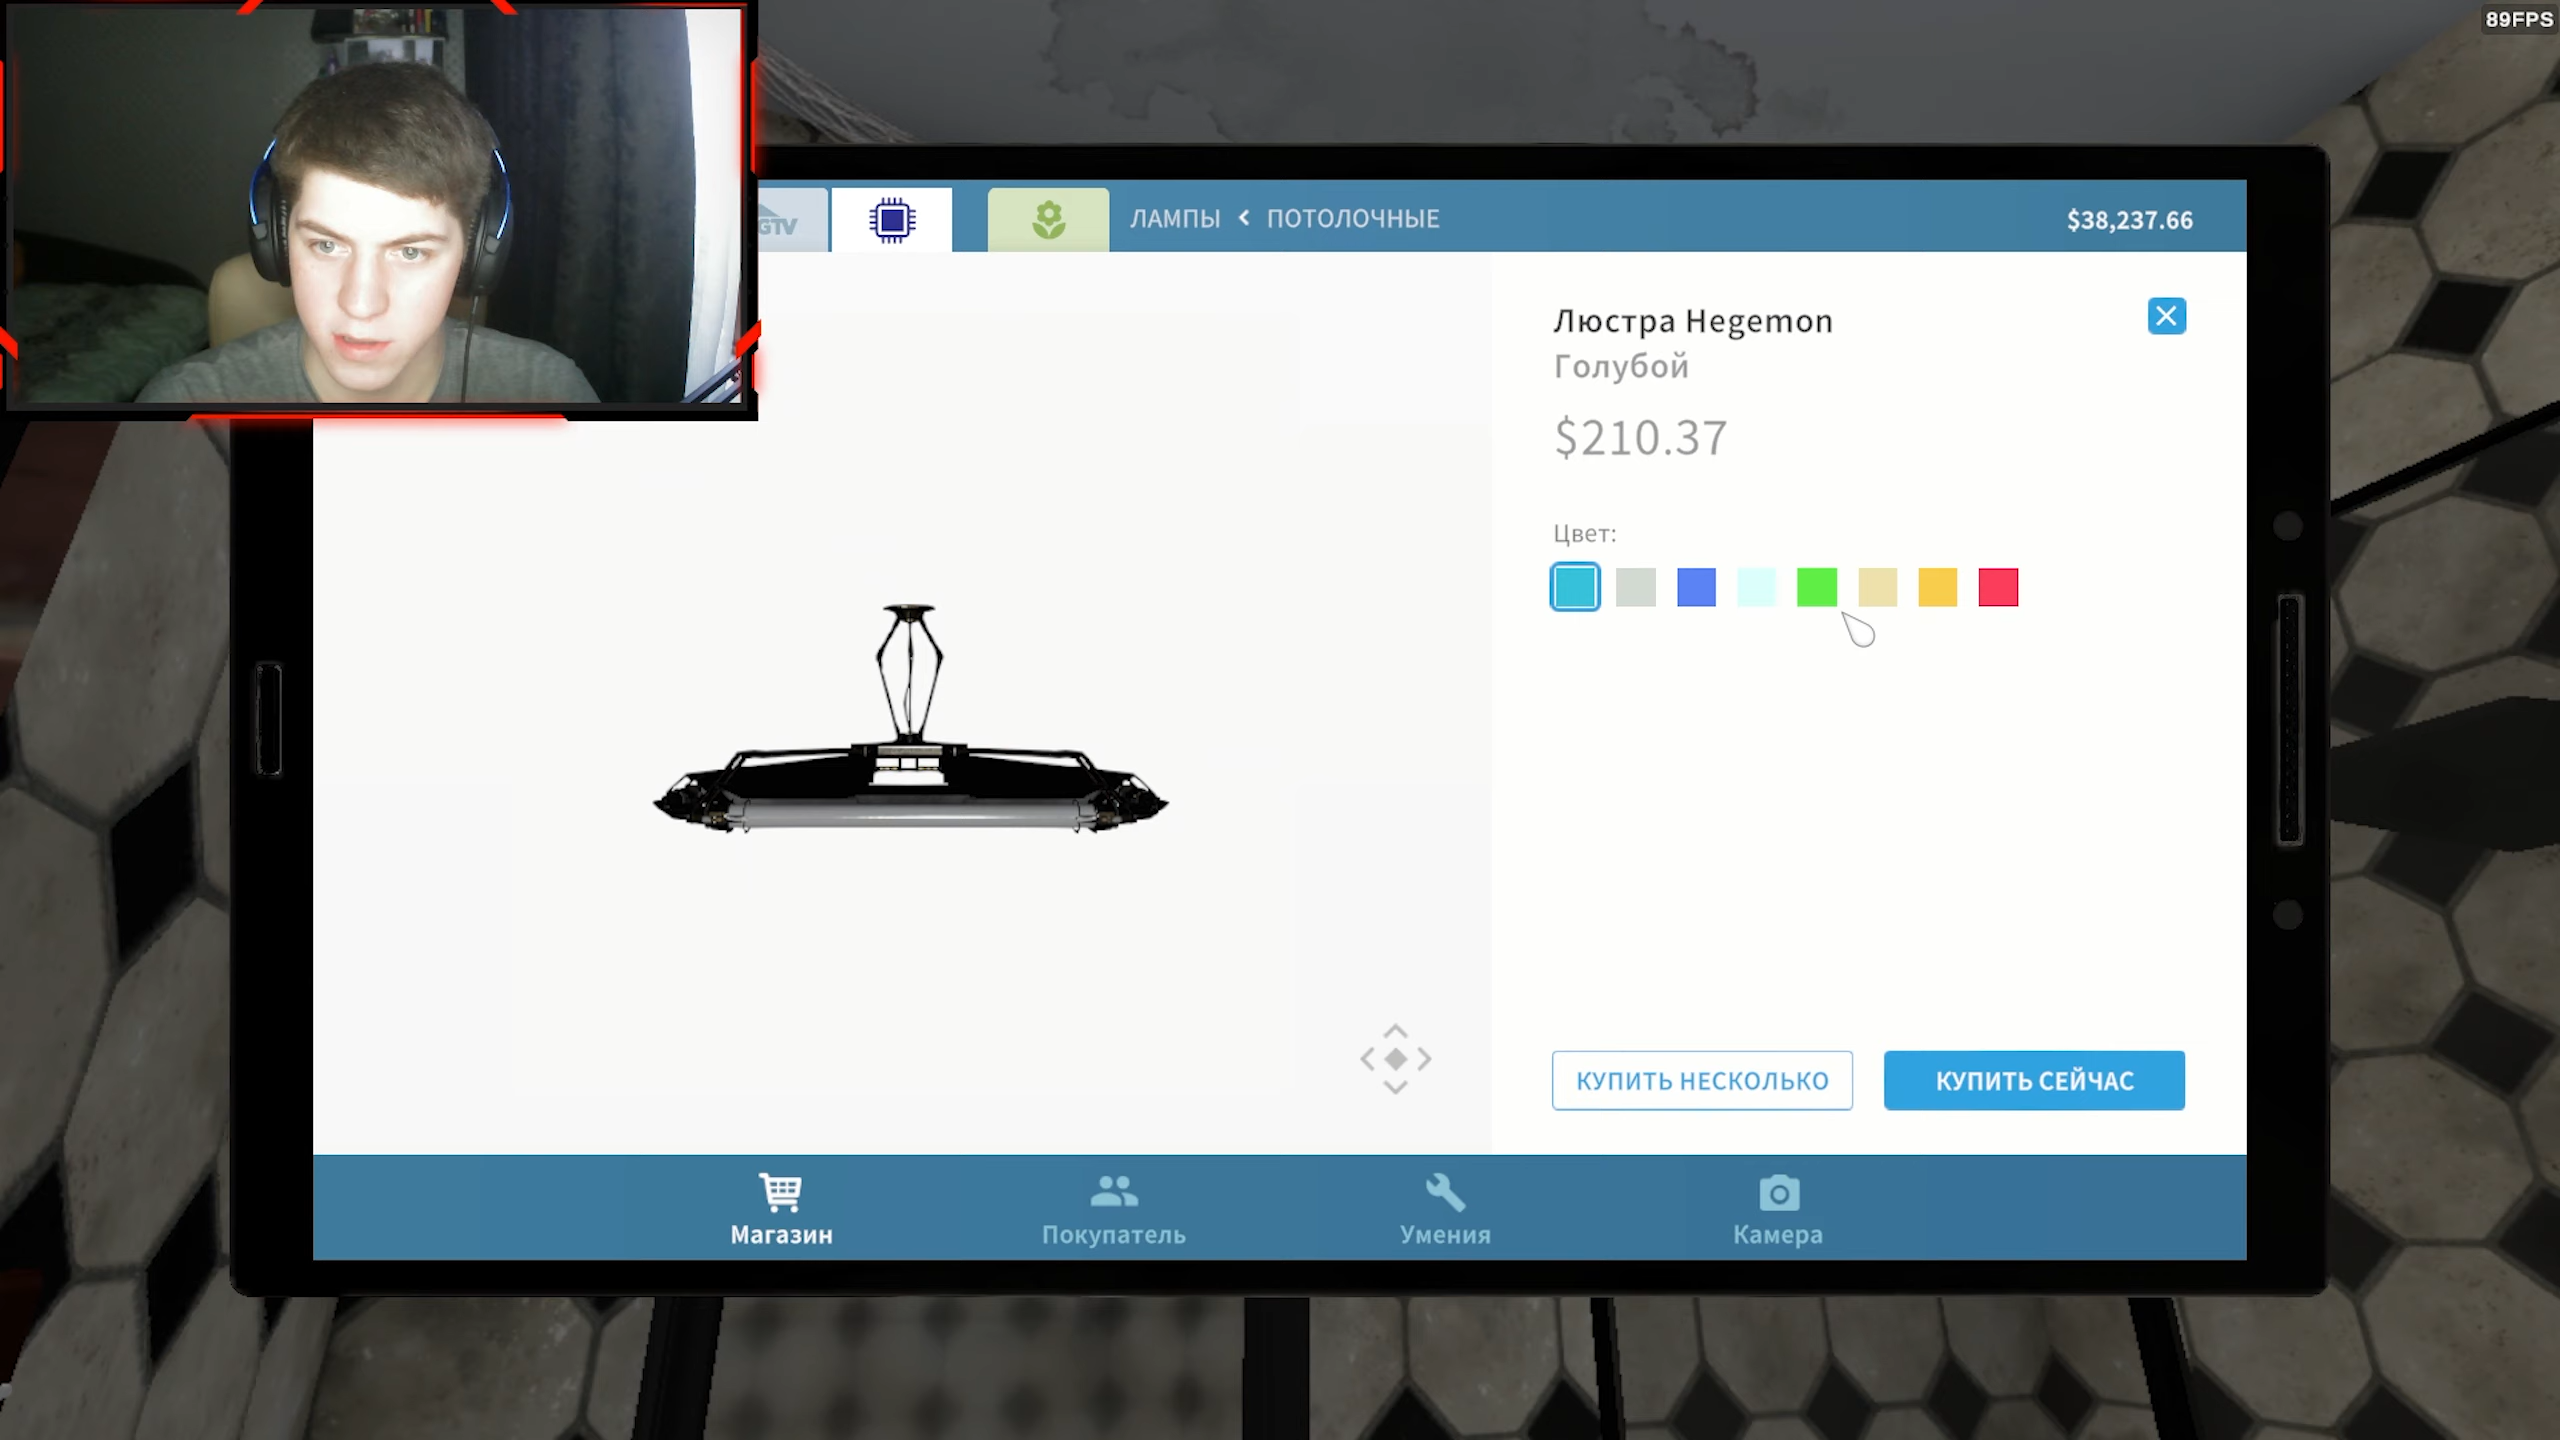 89FPS
GTV
ЛАМПЫ < ПОТОЛОЧНЫЕ
$38,237.66
Люстра Hegemon
Голубой
$210.37
Цвет:
КУПИТЬ НЕСКОЛЬКО
КУПИТЬ СЕЙЧАС
Магазин
Покупатель
Умения
Камера